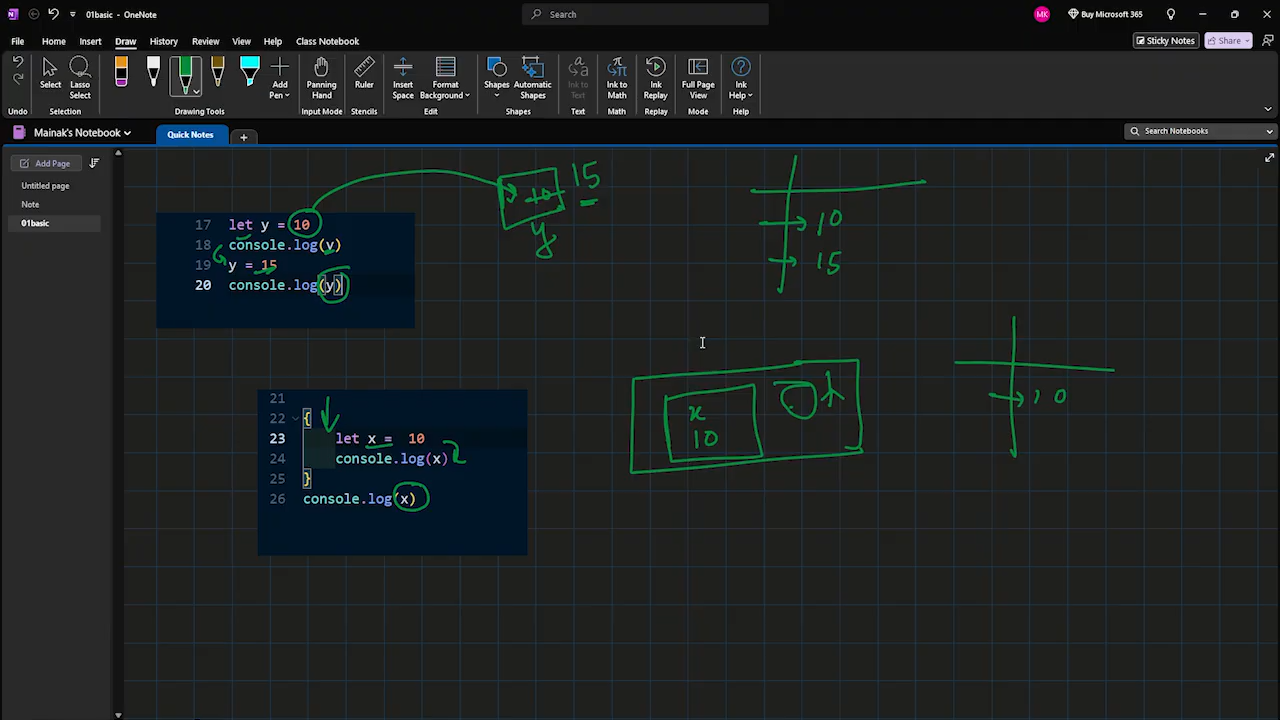 01basic - OneNote
Search
MK
Buy Microsoft 365
File Home Insert Draw History Review View Help Class Notebook
Sticky Notes
Share
Undo
Select
Lasso Select
Selection
Drawing Tools
Add Pen
Panning Hand
Input Mode
Ruler
Stencils
Insert Space
Format Background
Edit
Shapes
Automatic Shapes
Shapes
Ink to Text
Text
Ink to Math
Math
Ink Replay
Replay
Full Page View
Mode
Ink Help
Help
Mainak's Notebook
Quick Notes
Search Notebooks
Add Page
Untitled page
Note
01basic
17 let y = 10
18 console.log(y)
19 y = 15
20 console.log(y)
10 15
y
10
15
21
22 {
23 let x = 10
24 console.log(x)
25 }
26 console.log(x)
x
10
10